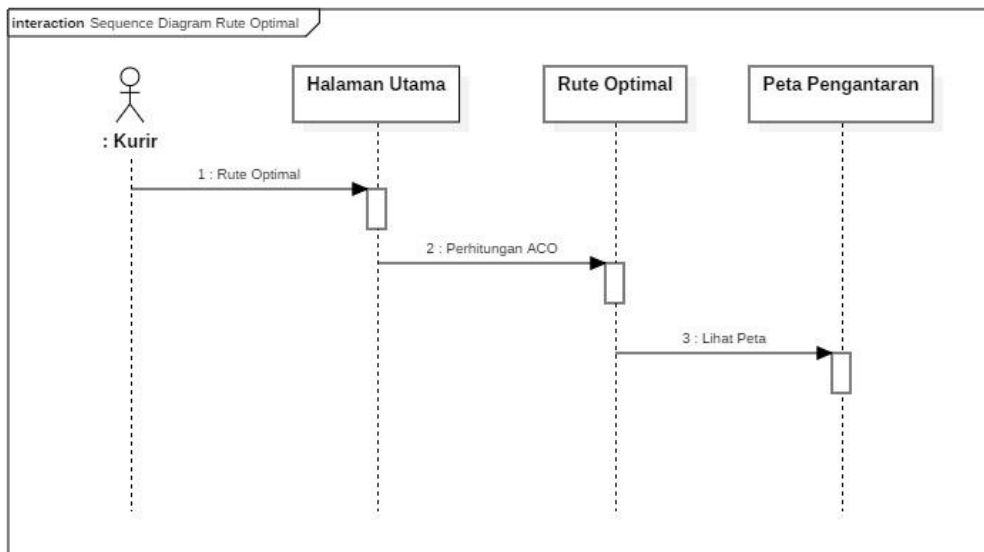 interaction Sequence Diagram Rute Optimal
Halaman Utama
Rute Optimal
Peta Pengantaran
: Kurir
1 : Rute Optimal
2 : Perhitungan ACO
3 : Lihat Peta